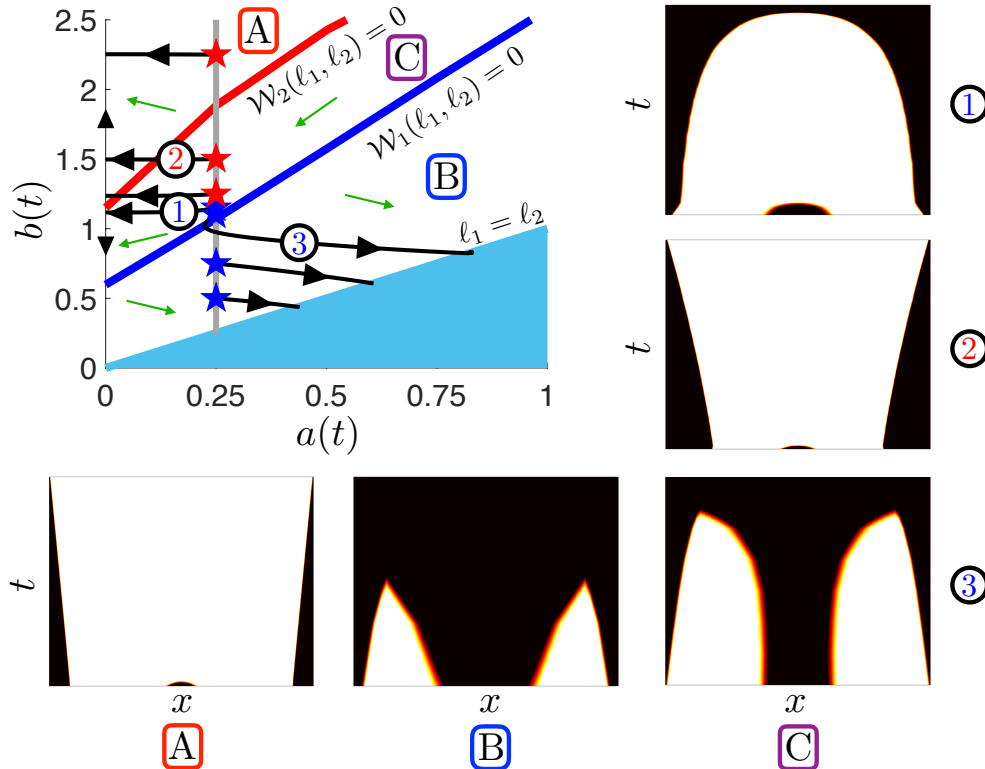 2.5
2
1.5
1
0.5
0
b(t)
0
0.25
0.5
0.75
1
a(t)
A
C
B
𝒲₂(ℓ₁, ℓ₂) = 0
𝒲₁(ℓ₁, ℓ₂) = 0
ℓ₁ = ℓ₂
2
1
3
t
1
t
2
t
3
x
x
x
A
B
C